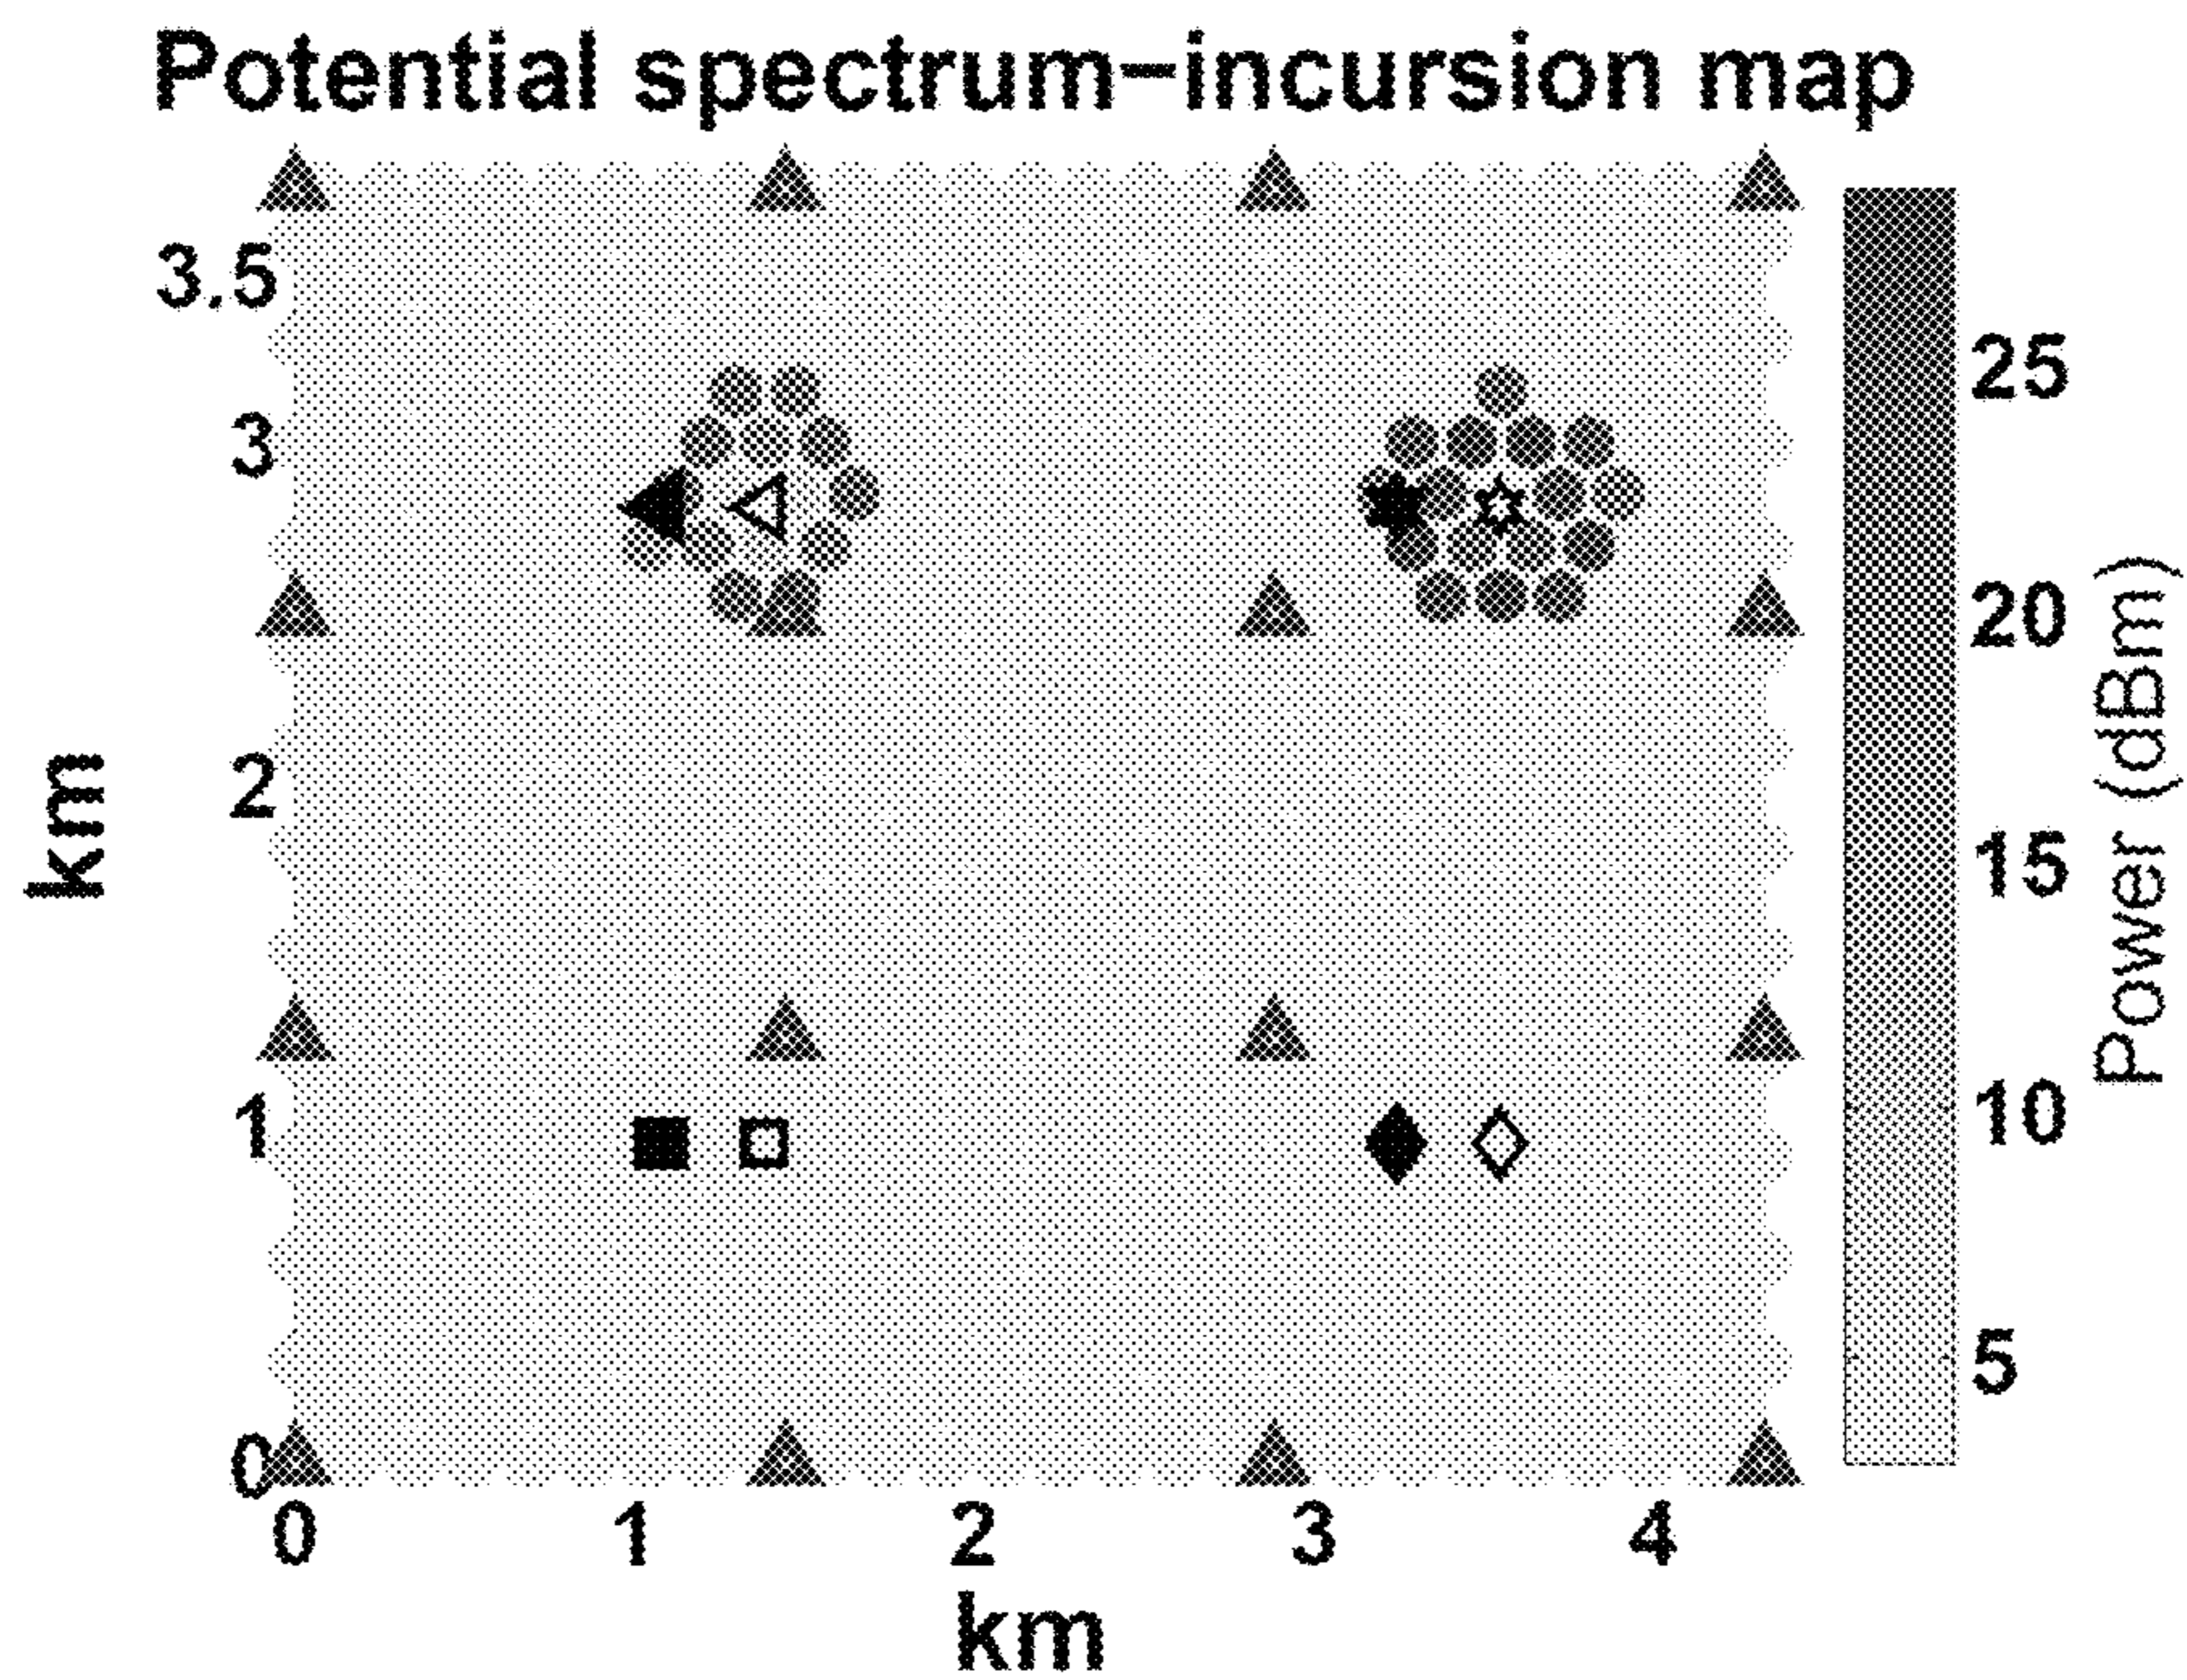 Potential spectrum−incursion map
3.5
3
2
1
0
km
0 1 2 3 4
km
25
20
15
10
5
Power (dBm)